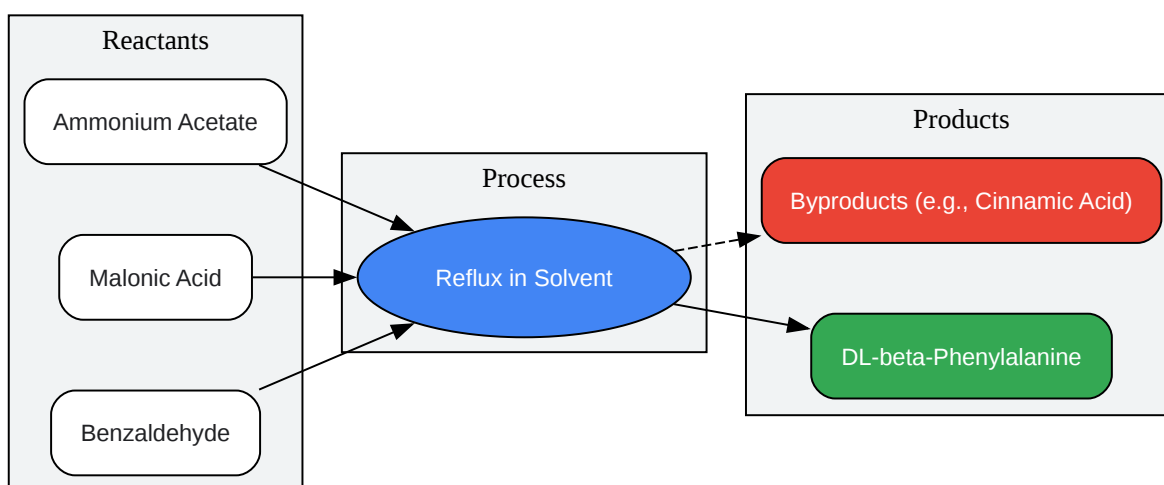 Reactants
Ammonium Acetate
Malonic Acid
Benzaldehyde
Process
Reflux in Solvent
Products
Byproducts (e.g., Cinnamic Acid)
DL-beta-Phenylalanine